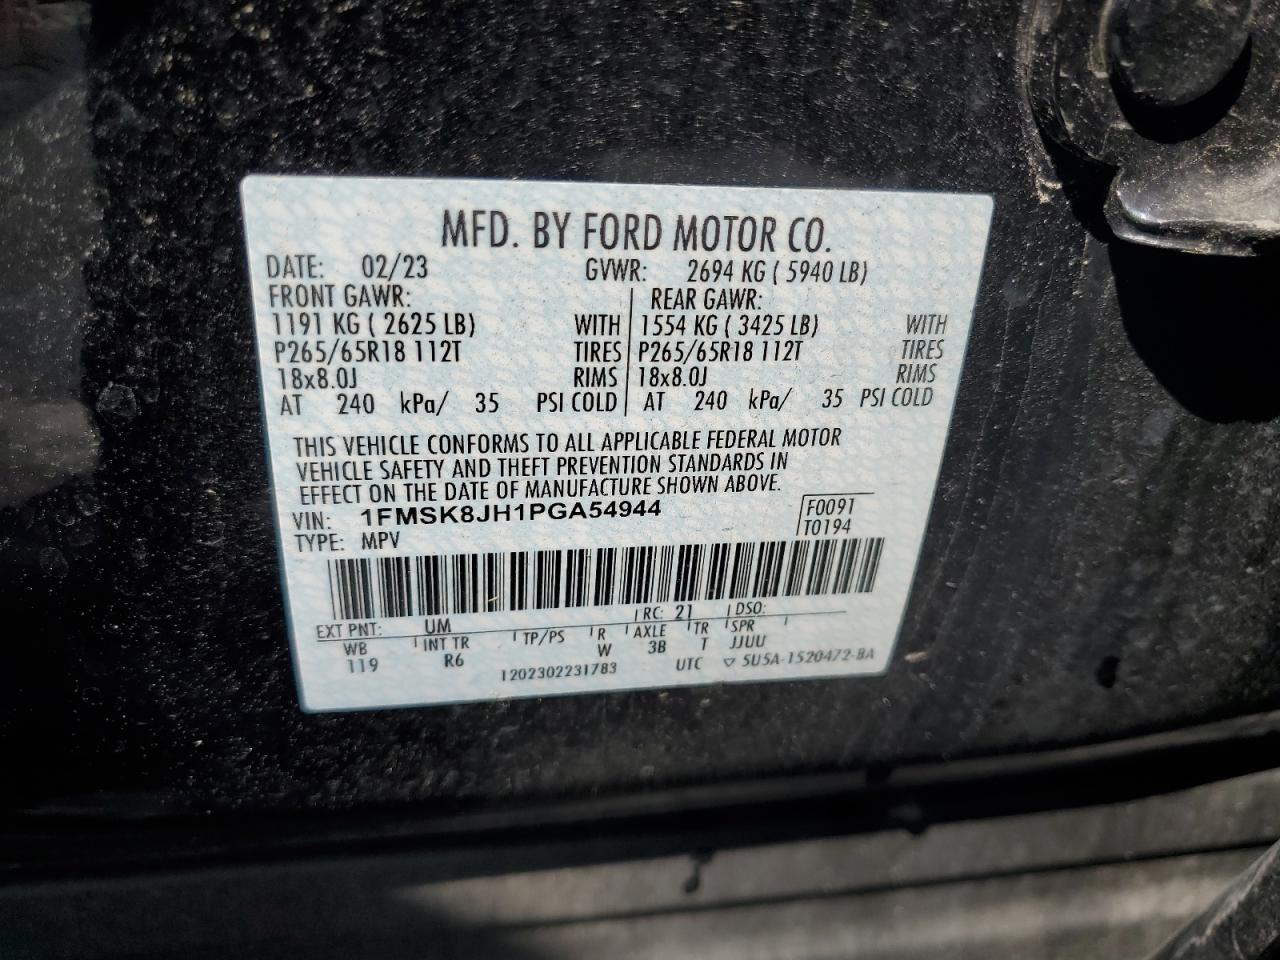 MFD. BY FORD MOTOR CO.
DATE: 02/23 GVWR: 2694 KG ( 5940 LB)
FRONT GAWR: REAR GAWR:
1191 KG ( 2625 LB) WITH 1554 KG ( 3425 LB) WITH
P265/65R18 112T TIRES P265/65R18 112T TIRES
18x8.0J RIMS 18x8.0J RIMS
AT 240 kPa/ 35 PSI COLD AT 240 kPa/ 35 PSI COLD
THIS VEHICLE CONFORMS TO ALL APPLICABLE FEDERAL MOTOR
VEHICLE SAFETY AND THEFT PREVENTION STANDARDS IN
EFFECT ON THE DATE OF MANUFACTURE SHOWN ABOVE.
VIN: 1FMSK8JH1PGA54944 F0091
TYPE: MPV T0194
EXT PNT: UM RC: 21 DSO:
WB INT TR TP/PS R AXLE TR SPR
119 R6 W 3B T JJUU
1202302231783 UTC ▽ 5U5A-1520472-BA